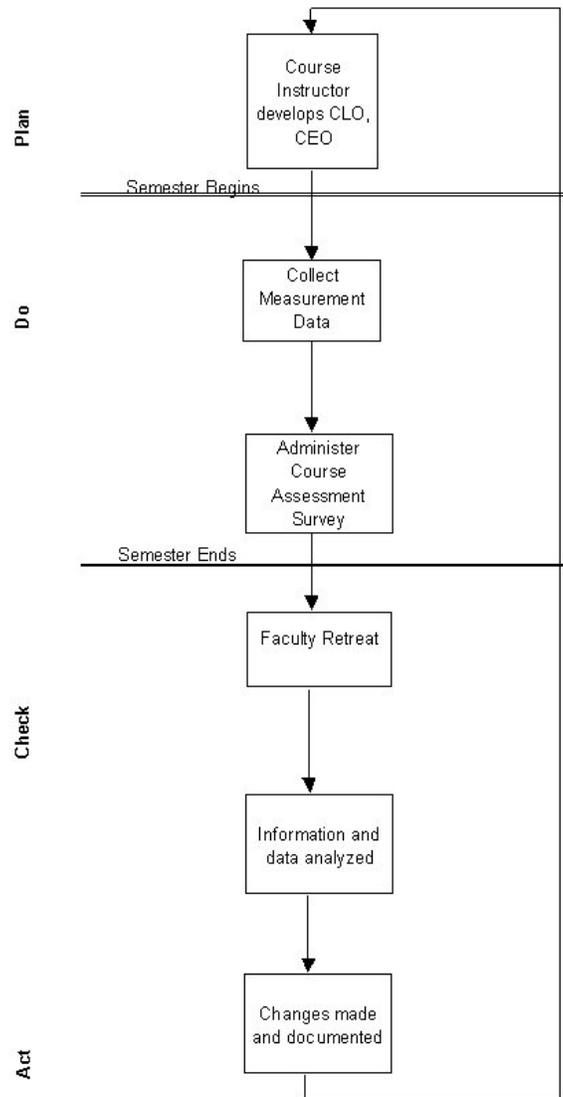 Plan
Course
Instructor
develops CLO,
CEO
Semester Begins
Do
Collect
Measurement
Data
Administer
Course
Assessment
Survey
Semester Ends
Check
Faculty Retreat
Information and
data analyzed
Act
Changes made
and documented